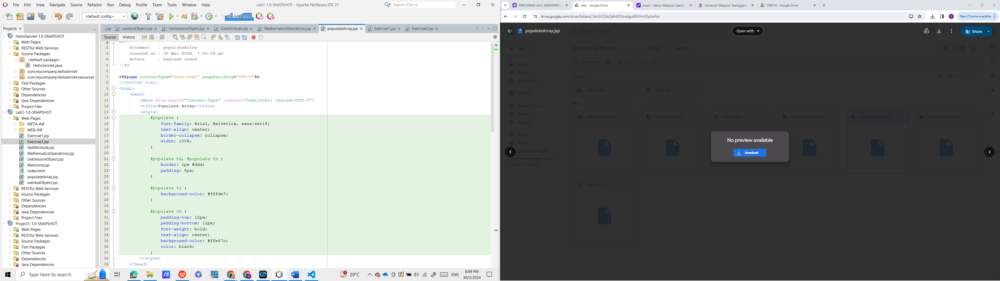 File Edit View Navigate Source Refactor Run Debug Profile Team Tools Window Help
Lab1-1.0-SNAPSHOT - Apache NetBeans IDE 21
Search (Ctrl+I)
<default config>
356.6/904.0MB
Projects
HelloServlet-1.0-SNAPSHOT
Web Pages
RESTful Web Services
Source Packages
<default package>
HelloServlet.java
com.mycompany.helloservlet
com.mycompany.helloservlet.resources
Test Packages
Other Sources
Dependencies
Java Dependencies
Project Files
Lab1-1.0-SNAPSHOT
Web Pages
META-INF
WEB-INF
Exercise1.jsp
Exercise2.jsp
GetAttribute.jsp
MathematicsOperations.jsp
UseSessionObject.jsp
Welcome.jsp
index.html
populateArray.jsp
useJavaObject.jsp
RESTful Web Services
Source Packages
Other Sources
Dependencies
Java Dependencies
Project Files
Project1-1.0-SNAPSHOT
Web Pages
RESTful Web Services
Source Packages
Test Packages
Other Sources
Dependencies
Java Dependencies
...jsp useJavaObject.jsp UseSessionObject.jsp GetAttribute.jsp MathematicsOperations.jsp populateArray.jsp Exercise1.jsp Exercise2.jsp
Source History
2 Document : populateArray
3 Created on : 30 Mar 2024, 7:56:18 pm
4 Author : Sakinah Jusoh
5 --%>
6
7 <%@page contentType="text/html" pageEncoding="UTF-8"%>
8 <!DOCTYPE html>
9 <html>
10 <head>
11 <meta http-equiv="Content-Type" content="text/html; charset=UTF-8">
12 <title>Populate Array</title>
13 <style>
14 #populate {
15 font-family: Arial, Helvetica, sans-serif;
16 text-align: center;
17 border-collapse: collapse;
18 width: 100%;
19 }
20
21 #populate td, #populate th {
22 border: 1px #ddd;
23 padding: 8px;
24 }
25
26 #populate tr {
27 background-color: #fffde7;
28 }
29
30 #populate th {
31 padding-top: 12px;
32 padding-bottom: 12px;
33 font-weight: bold;
34 text-align: center;
35 background-color: #ffe87c;
36 color: black;
37 }
38 </style>
39 </head>
Type here to search
1
29°C
ENG
8:49 PM
30/3/2024
PENCARIAN AHLI JAWATANKUA
web - Google Drive
email - Yahoo Malaysia Search
Universiti Malaysia Terengganu
S59314 - Google Drive
drive.google.com/drive/folders/14o3t25SkQ4h9OXzw4guR0VHvV5phofoo
S
New Chrome available
populateArray.jsp
Search in Drive
Open with
Share
New
Shared with me ... Lab1 web
1 selected
Home
Activity
Workspaces
My Drive
Shared with me
Recent
Starred
Spam
Trash
Storage (72% full)
Folders
Name
META-INF
WEB-INF
Files
AttributeIsSet.jsp
GetAttribute.jsp
index.html
MathematicOperati...
populateArray.jsp
useJavaObject.jsp
Welcome.jsp
No preview available
Download